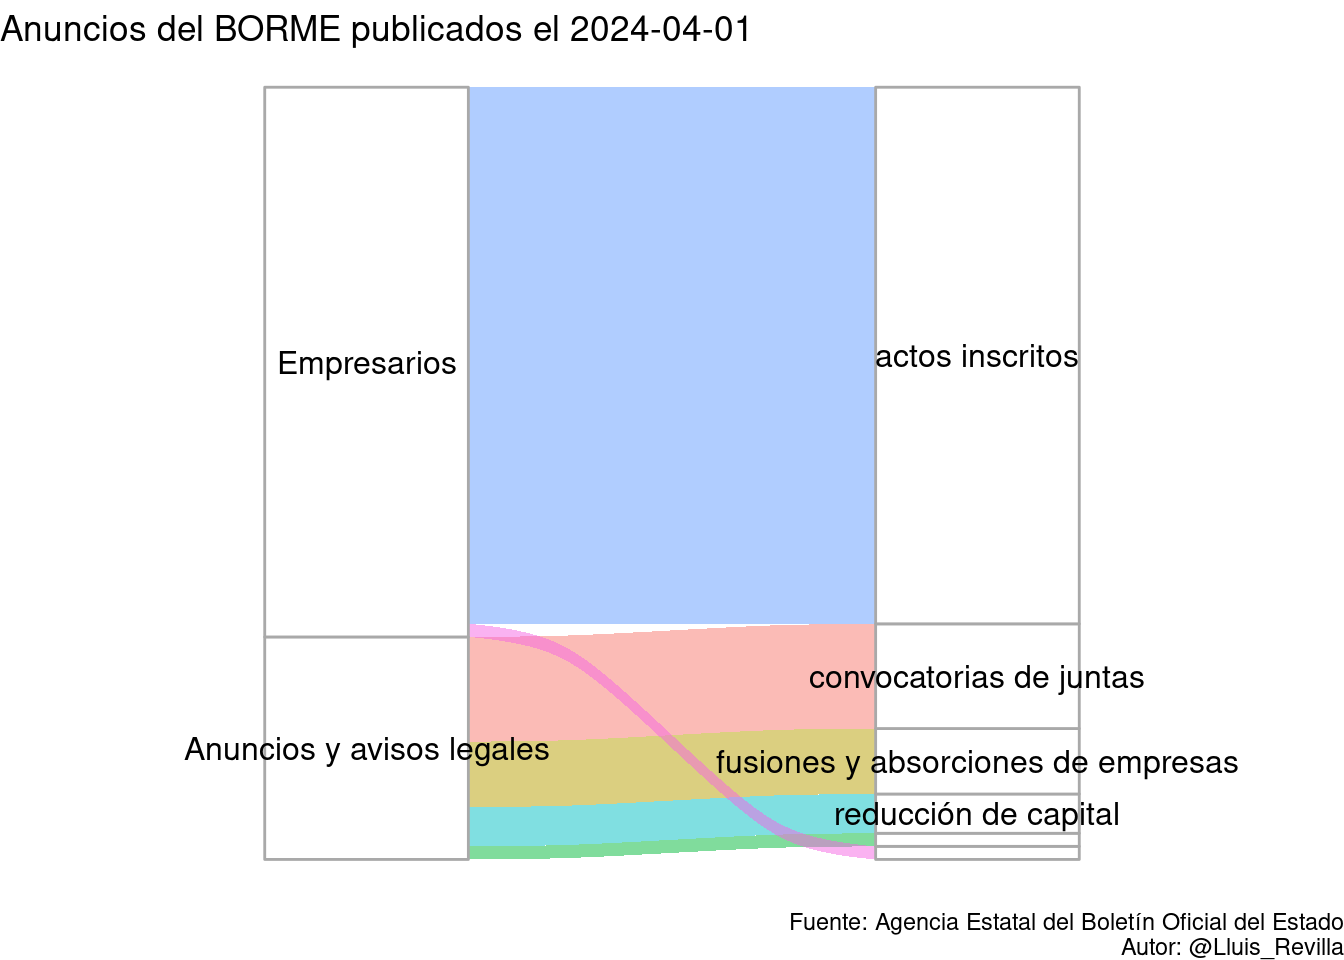 Anuncios del BORME publicados el 2024-04-01
Empresarios
actos inscritos
convocatorias de juntas
Anuncios y avisos legales
fusiones y absorciones de empresas
reducción de capital
Fuente: Agencia Estatal del Boletín Oficial del Estado
Autor: @Lluis_Revilla